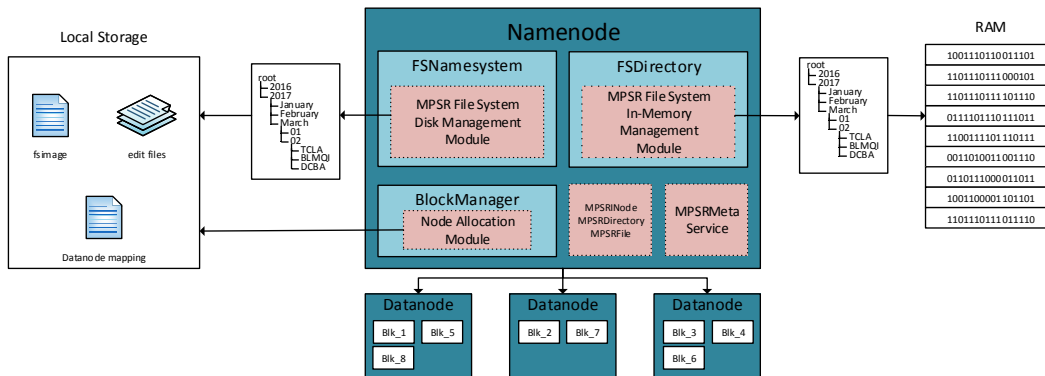 Local Storage
fsimage
edit files
Datanode mapping
root
2016
2017
January
February
March
01
02
TCLA
BLMQI
DCBA
Namenode
FSNamesystem
MPSR File System
Disk Management
Module
FSDirectory
MPSR File System
In-Memory
Management
Module
BlockManager
Node Allocation
Module
MPSRINode
MPSRDirectory
MPSRFile
MPSRMeta
Service
root
2016
2017
January
February
March
01
02
TCLA
BLMQI
DCBA
RAM
1001110110011101
1101110111000101
1101110111101110
0111101110111011
1100111101110111
0011010011001110
0110111000011011
1001100001101101
1101110111011110
Datanode
Blk_1
Blk_5
Blk_8
Datanode
Blk_2
Blk_7
Datanode
Blk_3
Blk_4
Blk_6